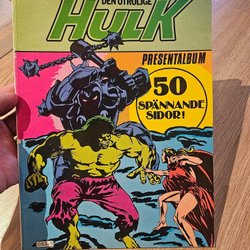 DEN OTROLIGE
HULK
PRESENTALBUM
50
SPÄNNANDE
SIDOR!